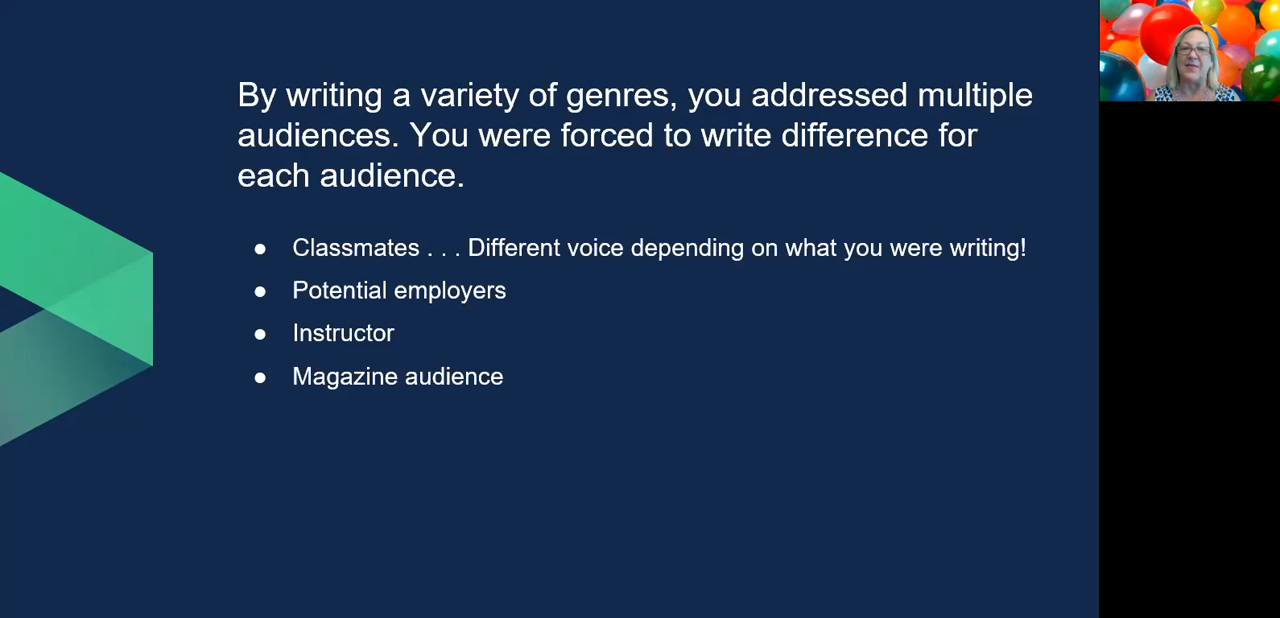 By writing a variety of genres, you addressed multiple
audiences. You were forced to write difference for
each audience.
● Classmates . . . Different voice depending on what you were writing!
● Potential employers
● Instructor
● Magazine audience